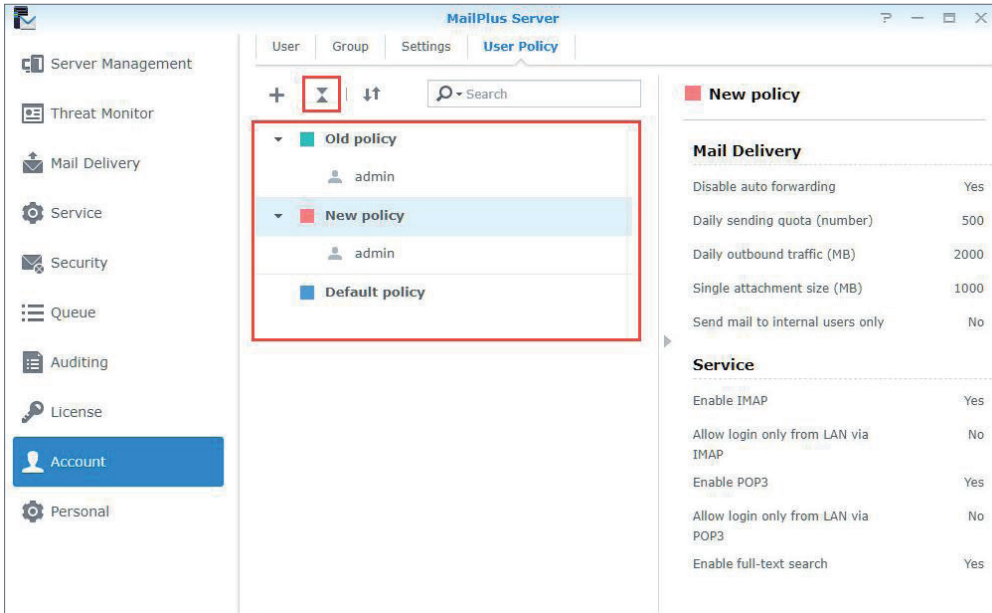 MailPlus Server
Server Management
Threat Monitor
Mail Delivery
Service
Security
Queue
Auditing
License
Account
Personal
User Group Settings User Policy
Search
Old policy
admin
New policy
admin
Default policy
New policy
Mail Delivery
Disable auto forwarding Yes
Daily sending quota (number) 500
Daily outbound traffic (MB) 2000
Single attachment size (MB) 1000
Send mail to internal users only No
Service
Enable IMAP Yes
Allow login only from LAN via No
IMAP
Enable POP3 Yes
Allow login only from LAN via No
POP3
Enable full-text search Yes